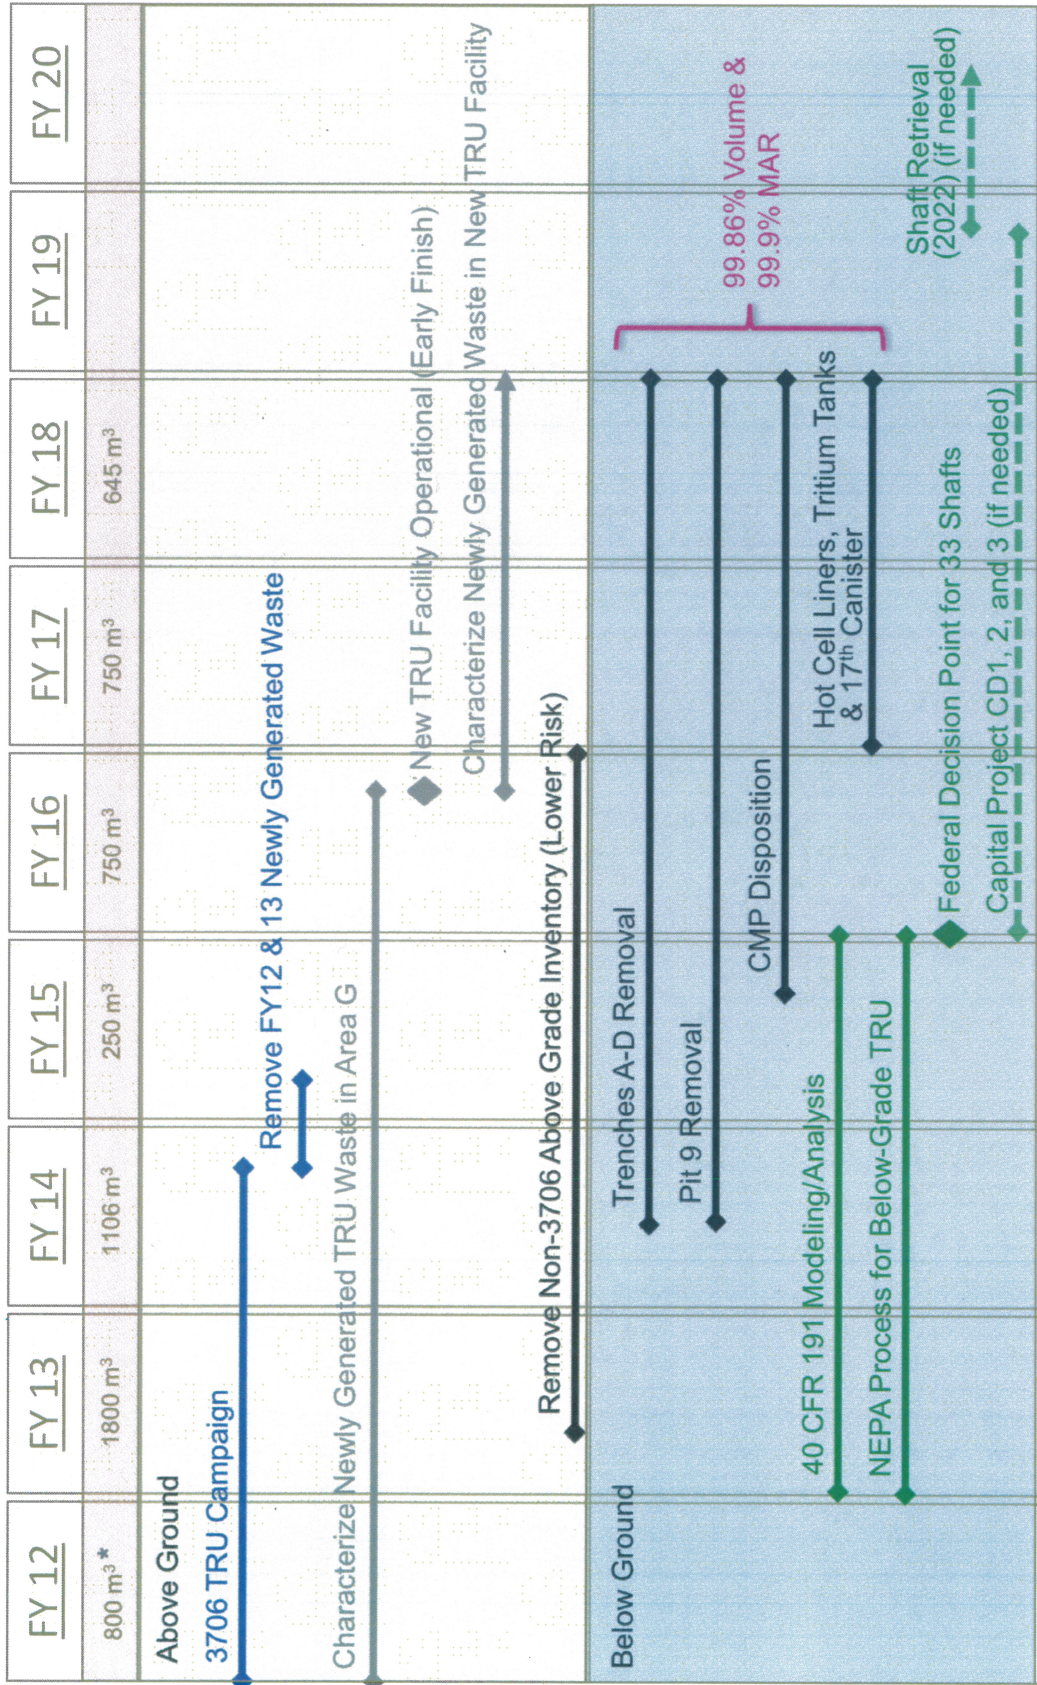 FY 12
FY 13
FY 14
FY 15
FY 16
FY 17
FY 18
FY 19
FY 20
800 m³*
1800 m³
1106 m³
250 m³
750 m³
750 m³
645 m³
Above Ground
3706 TRU Campaign
Remove FY12 & 13 Newly Generated Waste
Characterize Newly Generated TRU Waste in Area G
New TRU Facility Operational (Early Finish)
Characterize Newly Generated Waste in New TRU Facility
Remove Non-3706 Above Grade Inventory (Lower Risk)
Below Ground
Trenches A-D Removal
Pit 9 Removal
99.86% Volume &
99.9% MAR
CMP Disposition
40 CFR 191 Modeling/Analysis
Hot Cell Liners, Tritium Tanks
& 17th Canister
NEPA Process for Below-Grade TRU
Federal Decision Point for 33 Shafts
Shaft Retrieval
(2022) (if needed)
Capital Project CD1, 2, and 3 (if needed)